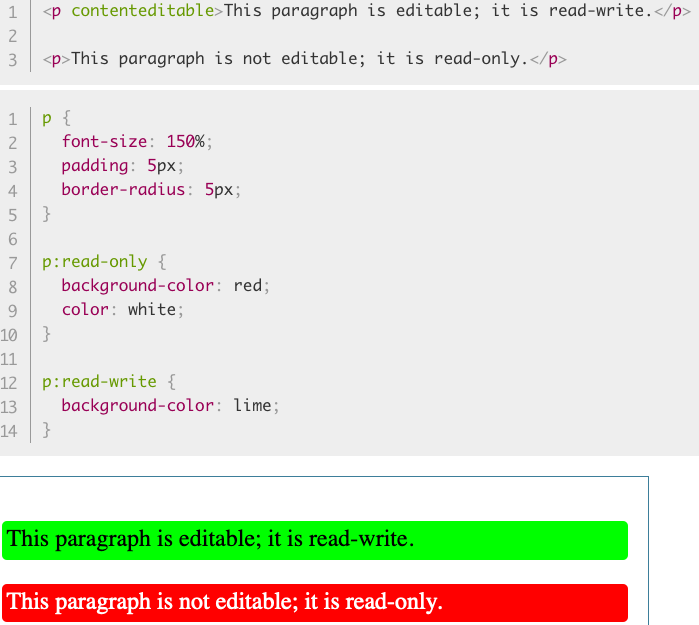 1 <p contenteditable>This paragraph is editable; it is read-write.</p>
2
3 <p>This paragraph is not editable; it is read-only.</p>
1 p {
2   font-size: 150%;
3   padding: 5px;
4   border-radius: 5px;
5 }
6
7 p:read-only {
8   background-color: red;
9   color: white;
10 }
11
12 p:read-write {
13   background-color: lime;
14 }
This paragraph is editable; it is read-write.
This paragraph is not editable; it is read-only.